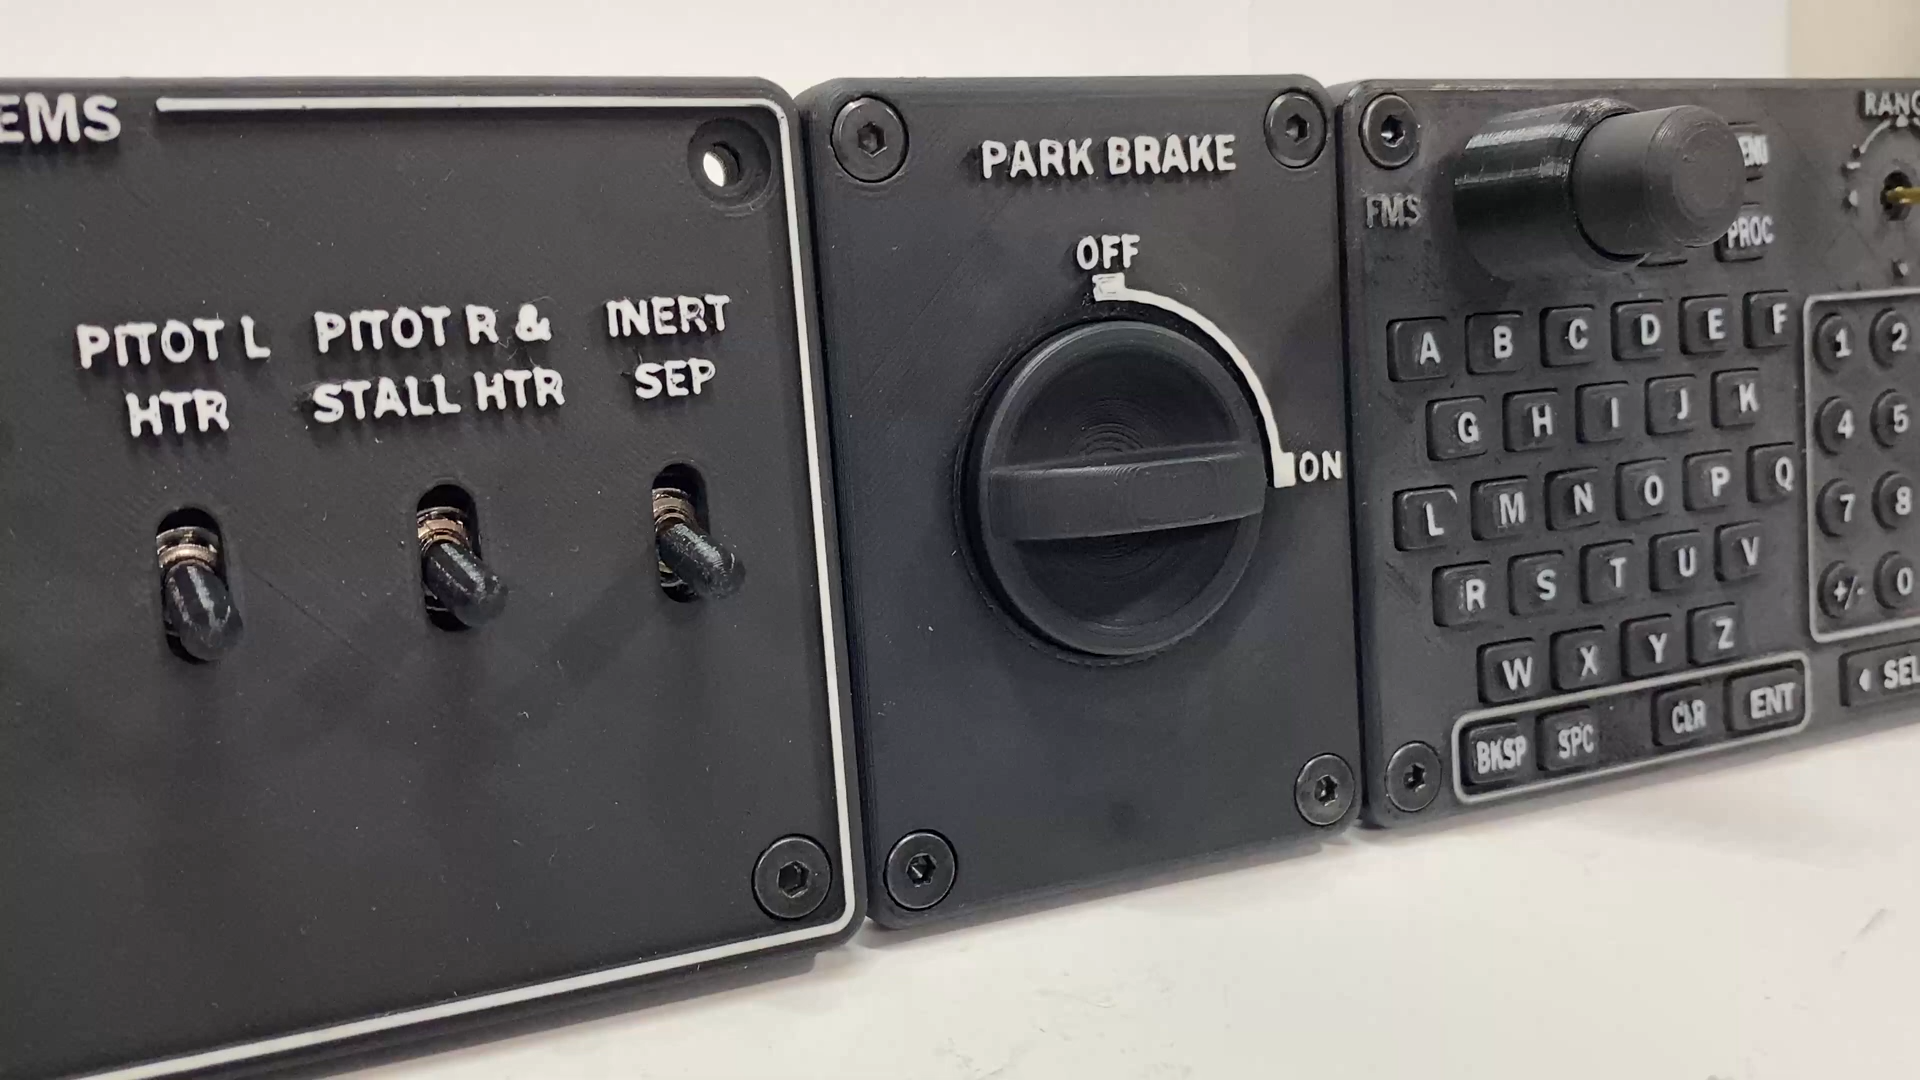 EMS
PITOT L
HTR
PITOT R &
STALL HTR
INERT
SEP
PARK BRAKE
OFF
ON
FMS
PROC
A B C D E F
G H I J K
L M N O P Q
R S T U V
W X Y Z
BKSP SPC CLR ENT
1 2
4 5
7 8
+/- 0
SEL